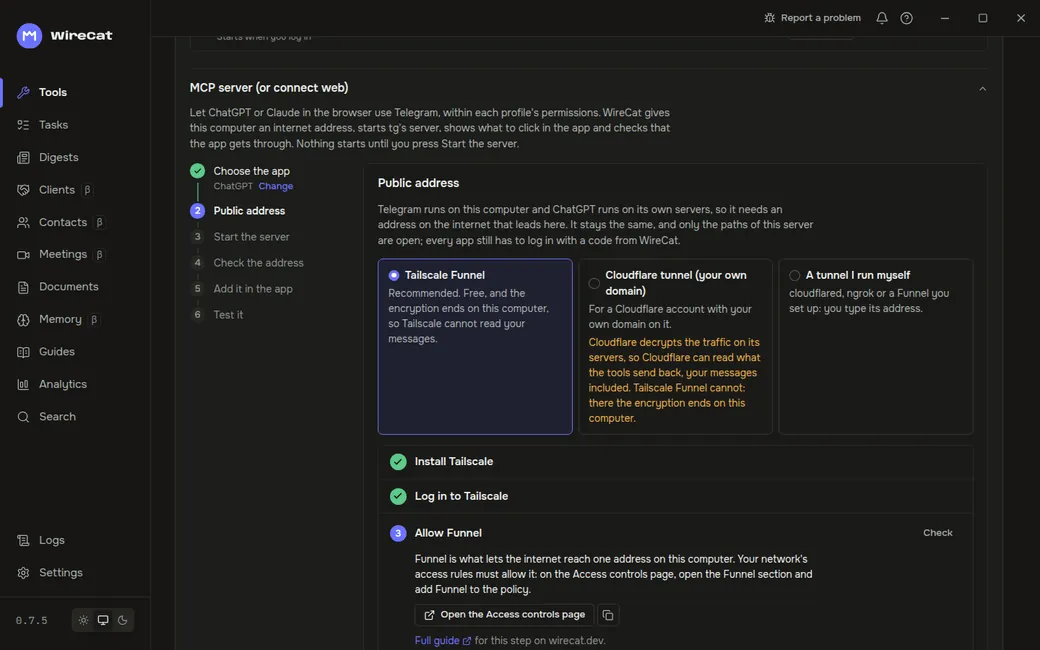 WireCat
Report a problem
Starts when you log in
Tools
Tasks
Digests
Clients β
Contacts β
Meetings β
Documents
Memory β
Guides
Analytics
Search
Logs
Settings
0.7.5
MCP server (or connect web)
Let ChatGPT or Claude in the browser use Telegram, within each profile's permissions. WireCat gives
this computer an internet address, starts tg's server, shows what to click in the app and checks that
the app gets through. Nothing starts until you press Start the server.
Choose the app
ChatGPT Change
2 Public address
3 Start the server
4 Check the address
5 Add it in the app
6 Test it
Public address
Telegram runs on this computer and ChatGPT runs on its own servers, so it needs an
address on the internet that leads here. It stays the same, and only the paths of this server
are open; every app still has to log in with a code from WireCat.
Tailscale Funnel
Recommended. Free, and the
encryption ends on this computer,
so Tailscale cannot read your
messages.
Cloudflare tunnel (your own
domain)
For a Cloudflare account with your
own domain on it.
Cloudflare decrypts the traffic on its
servers, so Cloudflare can read what
the tools send back, your messages
included. Tailscale Funnel cannot:
there the encryption ends on this
computer.
A tunnel I run myself
cloudflared, ngrok or a Funnel you
set up: you type its address.
Install Tailscale
Log in to Tailscale
3 Allow Funnel
Check
Funnel is what lets the internet reach one address on this computer. Your network's
access rules must allow it: on the Access controls page, open the Funnel section and
add Funnel to the policy.
Open the Access controls page
Full guide for this step on wirecat.dev.